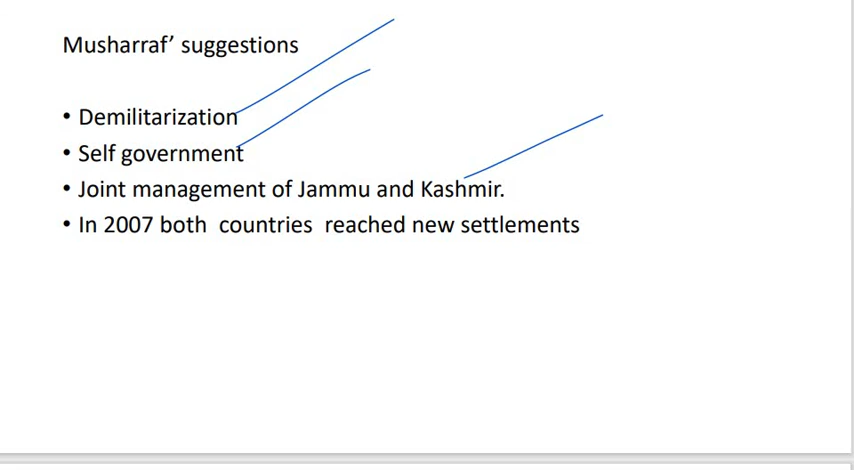 Musharraf’ suggestions
• Demilitarization
• Self government
• Joint management of Jammu and Kashmir.
• In 2007 both  countries  reached new settlements